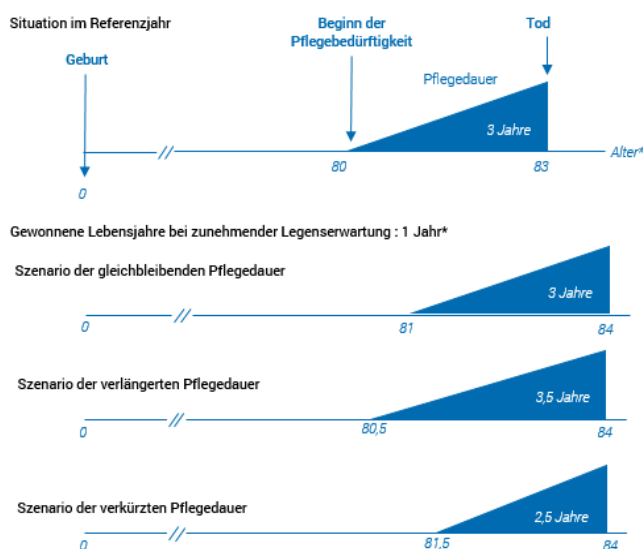 Situation im Referenzjahr
Beginn der
Pflegebedürftigkeit
Tod
Geburt
Pflegedauer
3 Jahre
Alter*
0
80
83
Gewonnene Lebensjahre bei zunehmender Legenserwartung : 1 Jahr*
Szenario der gleichbleibenden Pflegedauer
3 Jahre
0
81
84
Szenario der verlängerten Pflegedauer
3,5 Jahre
0
80,5
84
Szenario der verkürzten Pflegedauer
2,5 Jahre
0
81,5
84